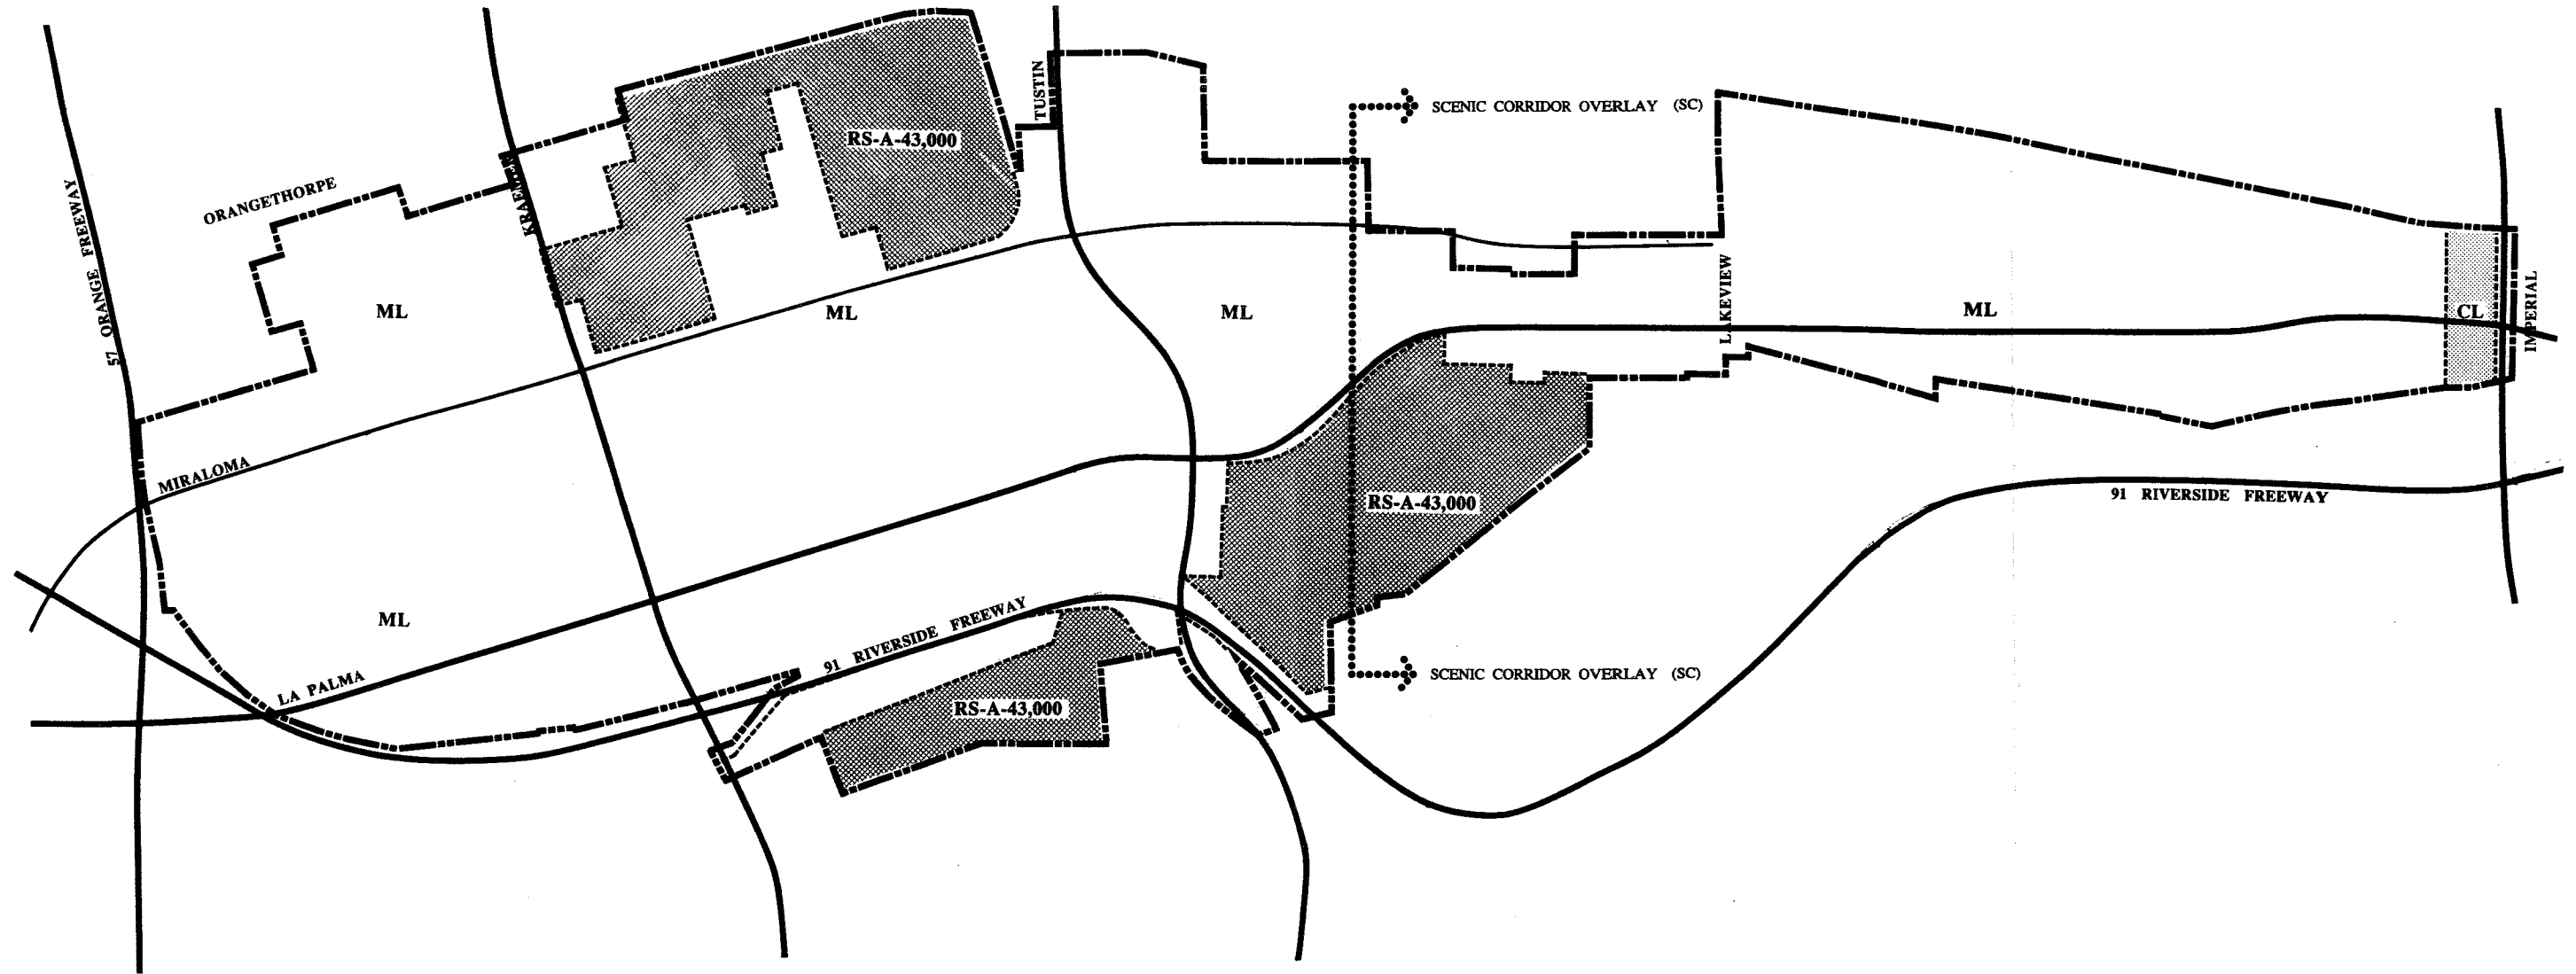 TUSTIN
SCENIC CORRIDOR OVERLAY (SC)
RS-A-43,000
ORANGETHORPE
KRAEMER
57 ORANGE FREEWAY
ML
ML
ML
LAKEVIEW
ML
CL
IMPERIAL
MIRALOMA
RS-A-43,000
91 RIVERSIDE FREEWAY
ML
91 RIVERSIDE FREEWAY
LA PALMA
SCENIC CORRIDOR OVERLAY (SC)
RS-A-43,000